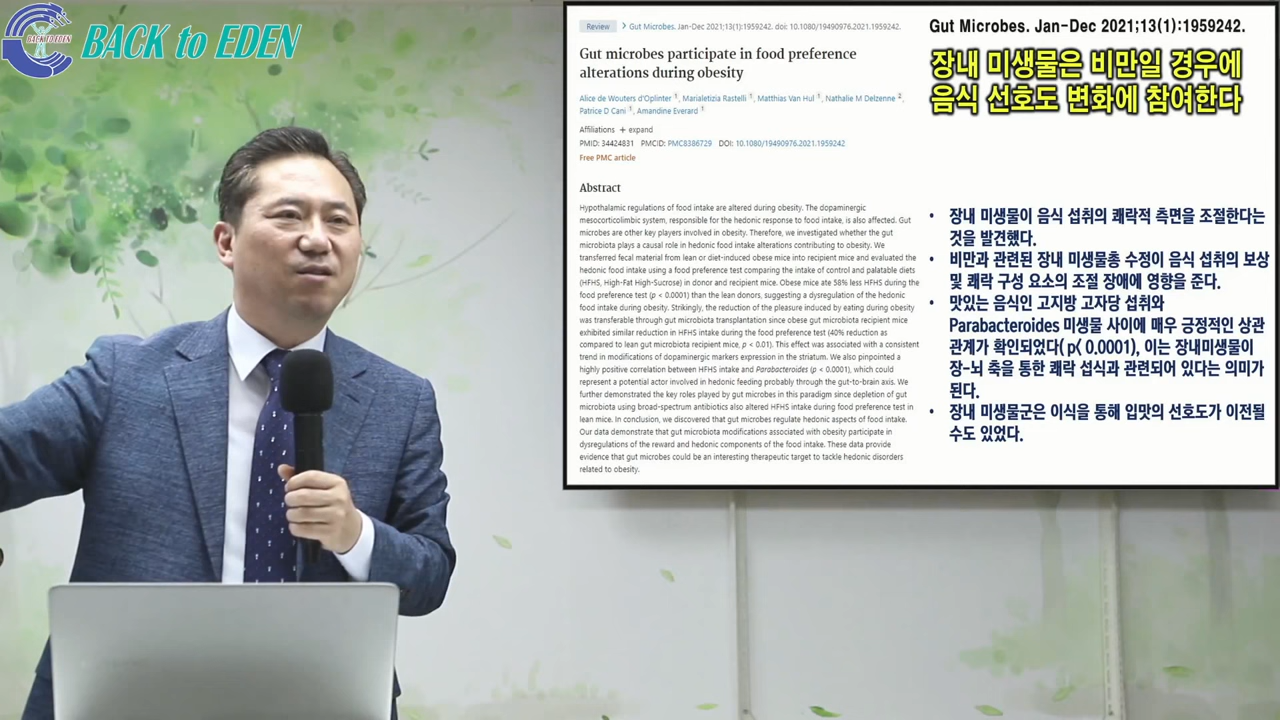 BACK TO EDEN
BACK to EDEN
Review > Gut Microbes. Jan-Dec 2021;13(1):1959242. doi: 10.1080/19490976.2021.1959242.
Gut microbes participate in food preference
alterations during obesity
Alice de Wouters d'Oplinter 1, Marialetizia Rastelli 1, Matthias Van Hul 1, Nathalie M Delzenne 2,
Patrice D Cani 1, Amandine Everard 1
Affiliations + expand
PMID: 34424831 PMCID: PMC8386729 DOI: 10.1080/19490976.2021.1959242
Free PMC article
Abstract
Hypothalamic regulations of food intake are altered during obesity. The dopaminergic
mesocorticolimbic system, responsible for the hedonic response to food intake, is also affected. Gut
microbes are other key players involved in obesity. Therefore, we investigated whether the gut
microbiota plays a causal role in hedonic food intake alterations contributing to obesity. We
transferred fecal material from lean or diet-induced obese mice into recipient mice and evaluated the
hedonic food intake using a food preference test comparing the intake of control and palatable diets
(HFHS, High-Fat High-Sucrose) in donor and recipient mice. Obese mice ate 58% less HFHS during the
food preference test (p < 0.0001) than the lean donors, suggesting a dysregulation of the hedonic
food intake during obesity. Strikingly, the reduction of the pleasure induced by eating during obesity
was transferable through gut microbiota transplantation since obese gut microbiota recipient mice
exhibited similar reduction in HFHS intake during the food preference test (40% reduction as
compared to lean gut microbiota recipient mice, p < 0.01). This effect was associated with a consistent
trend in modifications of dopaminergic markers expression in the striatum. We also pinpointed a
highly positive correlation between HFHS intake and Parabacteroides (p < 0.0001), which could
represent a potential actor involved in hedonic feeding probably through the gut-to-brain axis. We
further demonstrated the key roles played by gut microbes in this paradigm since depletion of gut
microbiota using broad-spectrum antibiotics also altered HFHS intake during food preference test in
lean mice. In conclusion, we discovered that gut microbes regulate hedonic aspects of food intake.
Our data demonstrate that gut microbiota modifications associated with obesity participate in
dysregulations of the reward and hedonic components of the food intake. These data provide
evidence that gut microbes could be an interesting therapeutic target to tackle hedonic disorders
related to obesity.
Gut Microbes. Jan-Dec 2021;13(1):1959242.
장내 미생물은 비만일 경우에
음식 선호도 변화에 참여한다
• 장내 미생물이 음식 섭취의 쾌락적 측면을 조절한다는
것을 발견했다.
• 비만과 관련된 장내 미생물총 수정이 음식 섭취의 보상
및 쾌락 구성 요소의 조절 장애에 영향을 준다.
• 맛있는 음식인 고지방 고자당 섭취와
Parabacteroides 미생물 사이에 매우 긍정적인 상관
관계가 확인되었다( p< 0.0001), 이는 장내미생물이
장-뇌 축을 통한 쾌락 섭식과 관련되어 있다는 의미가
된다.
• 장내 미생물군은 이식을 통해 입맛의 선호도가 이전될
수도 있었다.